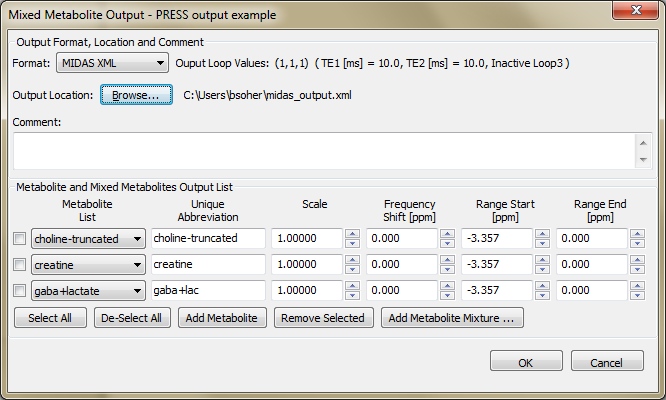 Mixed Metabolite Output - PRESS output example
Output Format, Location and Comment
Format: MIDAS XML Ouput Loop Values: (1,1,1) ( TE1 [ms] = 10.0, TE2 [ms] = 10.0, Inactive Loop3 )
Output Location: Browse... C:\Users\bsoher\midas_output.xml
Comment:
Metabolite and Mixed Metabolites Output List
Metabolite List Unique Abbreviation Scale Frequency Shift [ppm] Range Start [ppm] Range End [ppm]
choline-truncated choline-truncated 1.00000 0.000 -3.357 0.000
creatine creatine 1.00000 0.000 -3.357 0.000
gaba+lactate gaba+lac 1.00000 0.000 -3.357 0.000
Select All De-Select All Add Metabolite Remove Selected Add Metabolite Mixture ...
OK Cancel